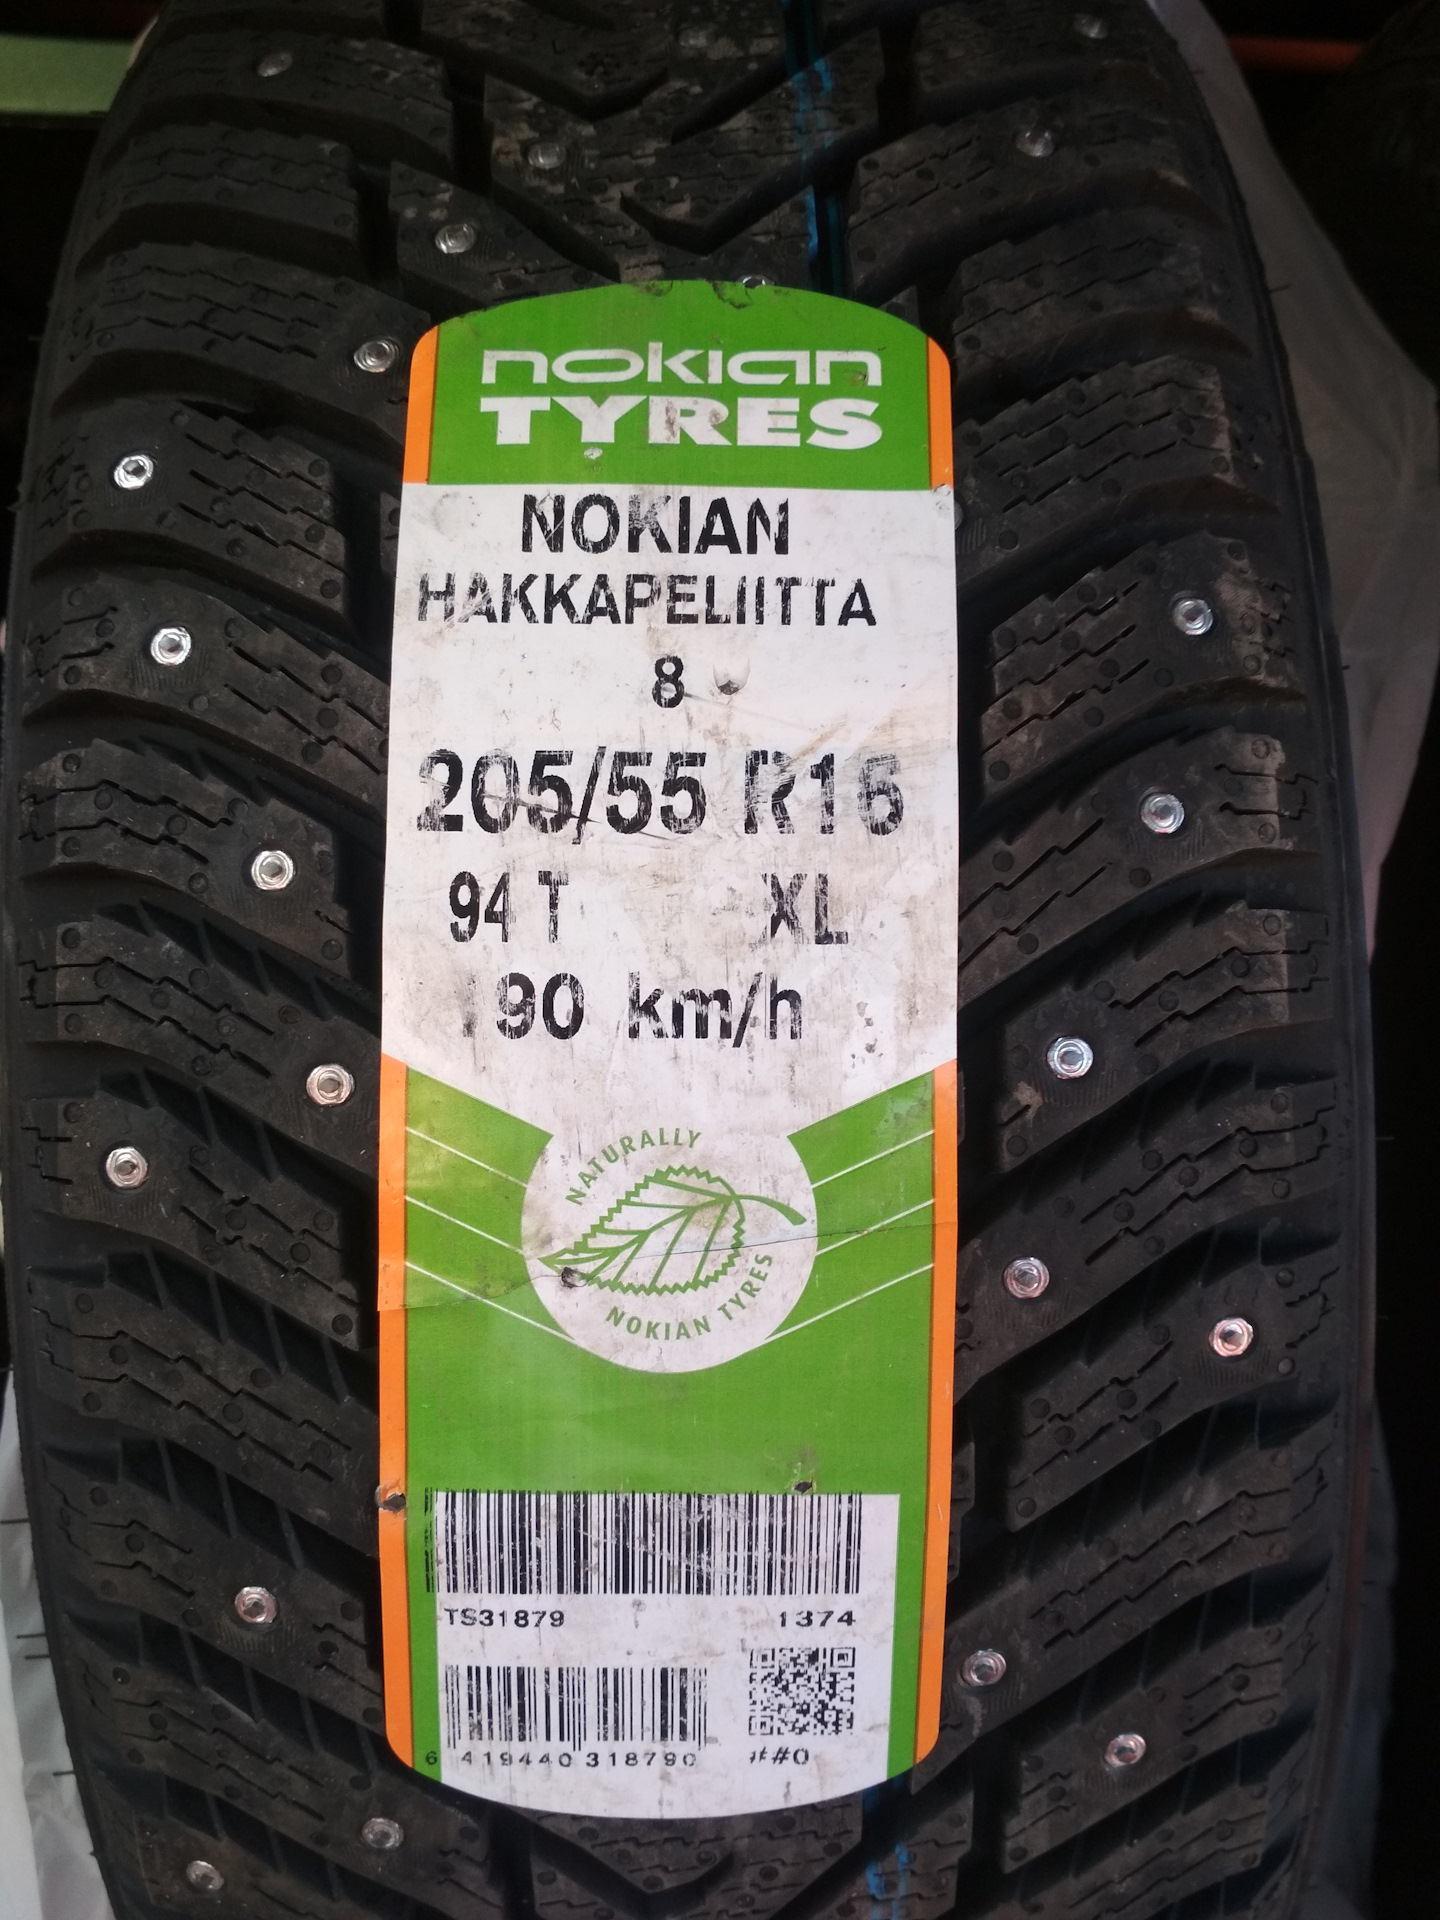 nokian
TYRES
NOKIAN
HAKKAPELIITTA
8
205/55 R16
94 T XL
190 km/h
NATURALLY
NOKIAN TYRES
TS31879 1374
6 419440 318790
##0